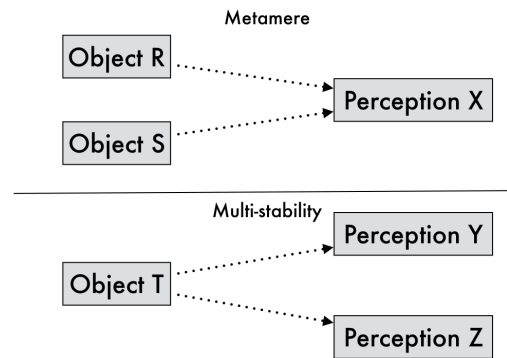 Metamere
Object R
Perception X
Object S
Multi-stability
Perception Y
Object T
Perception Z